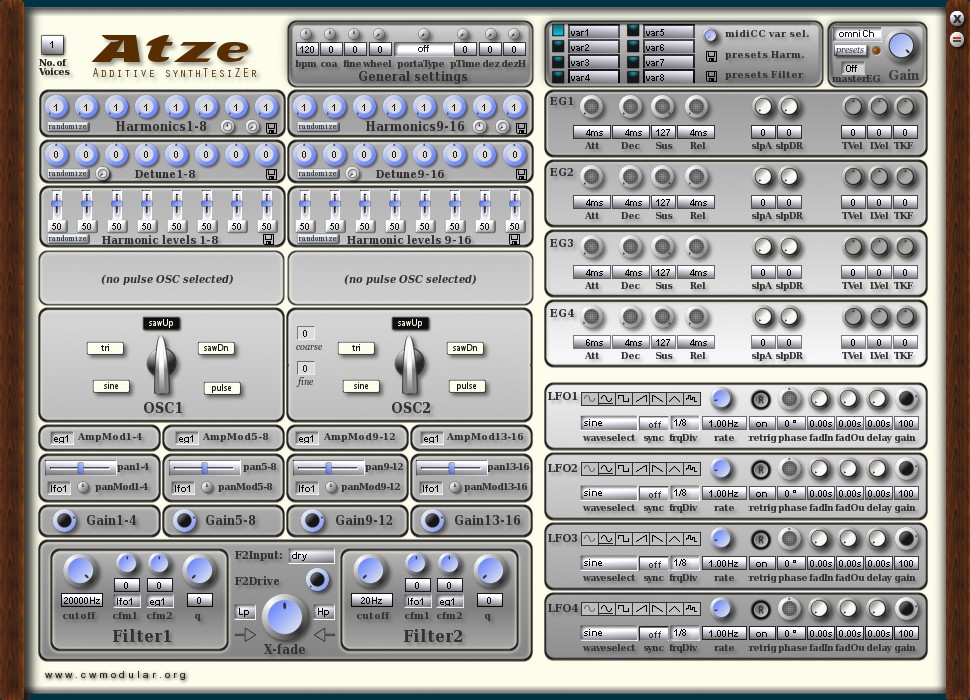 1
No. of
Voices
Atze
ADDITIVE SYNTHESIZER
120 0 0 0 off 0 0 0
bpm coa fine wheel portaType pTime dez dezH
General settings
1 1 1 1 1 1 1 1
randomize Harmonics1-8
1 1 1 1 1 1 1 1
randomize Harmonics9-16
0 0 0 0 0 0 0 0
randomize Detune1-8
0 0 0 0 0 0 0 0
randomize Detune9-16
50 50 50 50 50 50 50 50
randomize Harmonic levels 1-8
50 50 50 50 50 50 50 50
randomize Harmonic levels 9-16
(no pulse OSC selected)
(no pulse OSC selected)
sawUp
tri sawDn
sine pulse
OSC1
sawUp
0
coarse
tri sawDn
0
fine
sine pulse
OSC2
eg1 AmpMod1-4
eg1 AmpMod5-8
eg1 AmpMod9-12
eg1 AmpMod13-16
pan1-4
lfo1 panMod1-4
pan5-8
lfo1 panMod5-8
pan9-12
lfo1 panMod9-12
pan13-16
lfo1 panMod13-16
Gain1-4
Gain5-8
Gain9-12
Gain13-16
0 0
20000Hz lfo1 eg1 0
cutoff cfm1 cfm2 q
Filter1
F2Input: dry
F2Drive
Lp Hp
X-fade
0 0
20Hz lfo1 eg1 0
cutoff cfm1 cfm2 q
Filter2
www.cwmodular.org
var1 var5
var2 var6
var3 var7
var4 var8
midiCC var sel.
presets Harm.
presets Filter
omni Ch
presets
Off
masterEG Gain
X
EG1
4ms 4ms 127 4ms 0 0 0 0 0
Att Dec Sus Rel slpA slpDR TVel LVel TKF
EG2
4ms 4ms 127 4ms 0 0 0 0 0
Att Dec Sus Rel slpA slpDR TVel LVel TKF
EG3
4ms 4ms 127 4ms 0 0 0 0 0
Att Dec Sus Rel slpA slpDR TVel LVel TKF
EG4
6ms 4ms 127 4ms 0 0 0 0 0
Att Dec Sus Rel slpA slpDR TVel LVel TKF
LFO1 R
sine off 1/8 1.00Hz on 0 ° 0.00s 0.00s 0.00s 100
waveselect sync frqDiv rate retrig phase fadIn fadOu delay gain
LFO2 R
sine off 1/8 1.00Hz on 0 ° 0.00s 0.00s 0.00s 100
waveselect sync frqDiv rate retrig phase fadIn fadOu delay gain
LFO3 R
sine off 1/8 1.00Hz on 0 ° 0.00s 0.00s 0.00s 100
waveselect sync frqDiv rate retrig phase fadIn fadOu delay gain
LFO4 R
sine off 1/8 1.00Hz on 0 ° 0.00s 0.00s 0.00s 100
waveselect sync frqDiv rate retrig phase fadIn fadOu delay gain